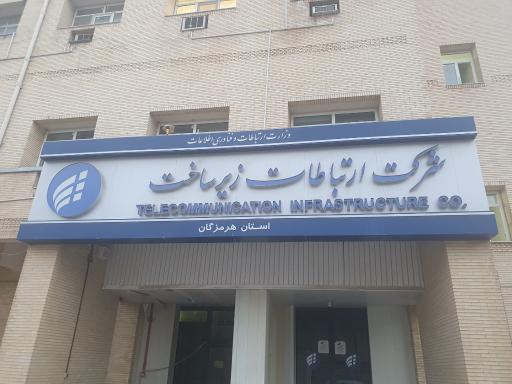 وزارت ارتباطات و فناوری اطلاعات
شرکت ارتباطات زیرساخت
TELECOMMUNICATION INFRASTRUCTURE CO.
استان هرمزگان